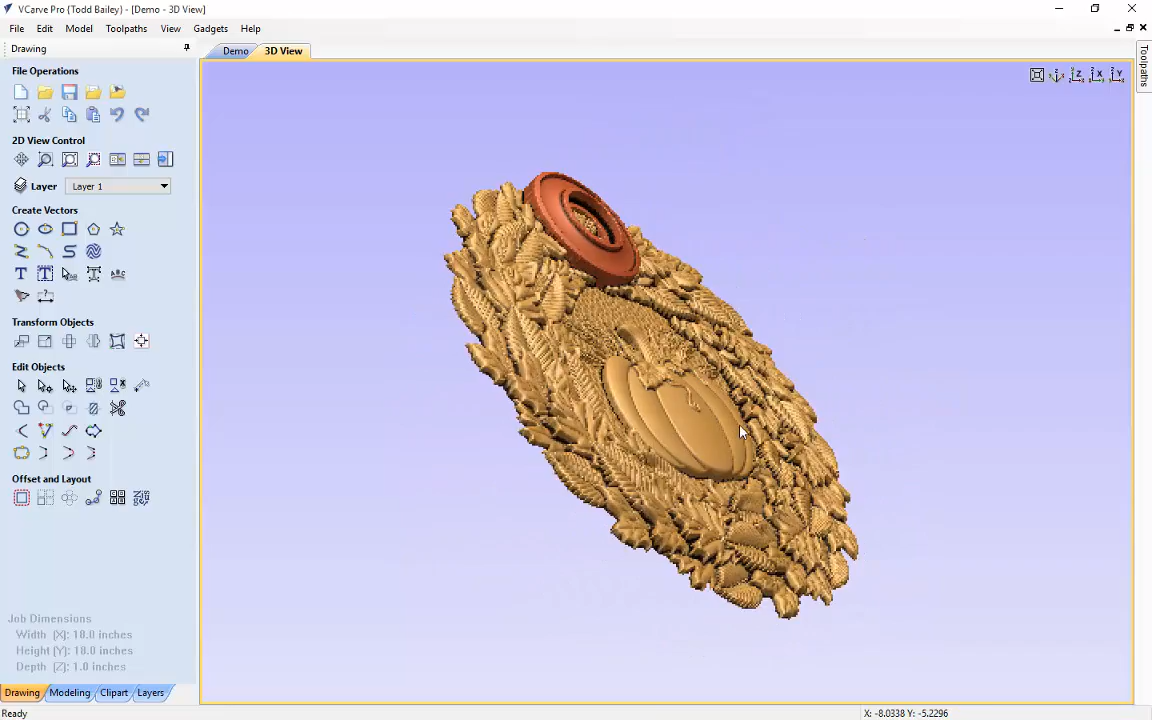 VCarve Pro {Todd Bailey} - [Demo - 3D View]
File Edit Model Toolpaths View Gadgets Help
Drawing
Demo 3D View
File Operations
2D View Control
Layer Layer 1
Create Vectors
Transform Objects
Edit Objects
Offset and Layout
Job Dimensions
Width (X): 18.0 inches
Height (Y): 18.0 inches
Depth (Z): 1.0 inches
Drawing Modeling Clipart Layers
Ready
X: -8.0338 Y: -5.2296
Toolpaths